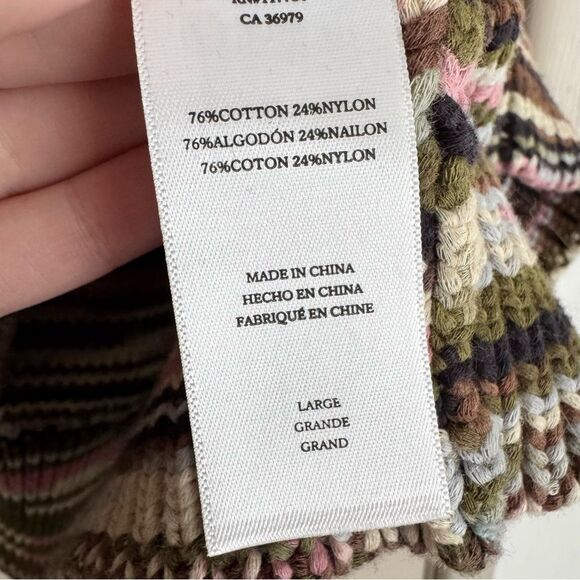 CA 36979
76%COTTON 24%NYLON
76%ALGODÓN 24%NAILON
76%COTON 24%NYLON
MADE IN CHINA
HECHO EN CHINA
FABRIQUÉ EN CHINE
LARGE
GRANDE
GRAND